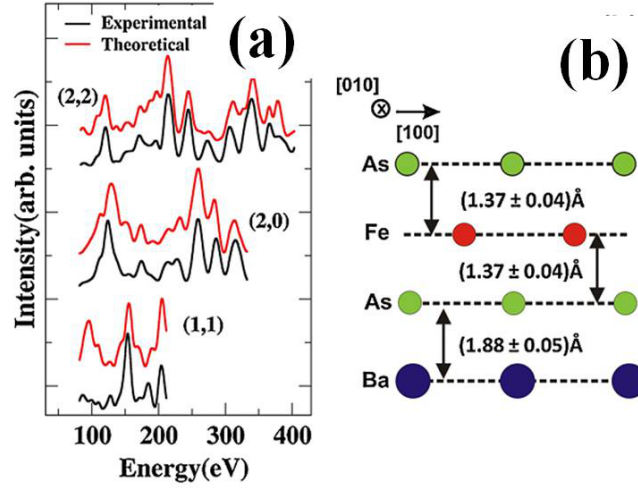 Experimental
Theoretical
(a)
(2,2)
(2,0)
(1,1)
Intensity(arb. units)
100 200 300 400
Energy(eV)
(b)
[010]
[100]
As
(1.37 ± 0.04)Å
Fe
(1.37 ± 0.04)Å
As
(1.88 ± 0.05)Å
Ba